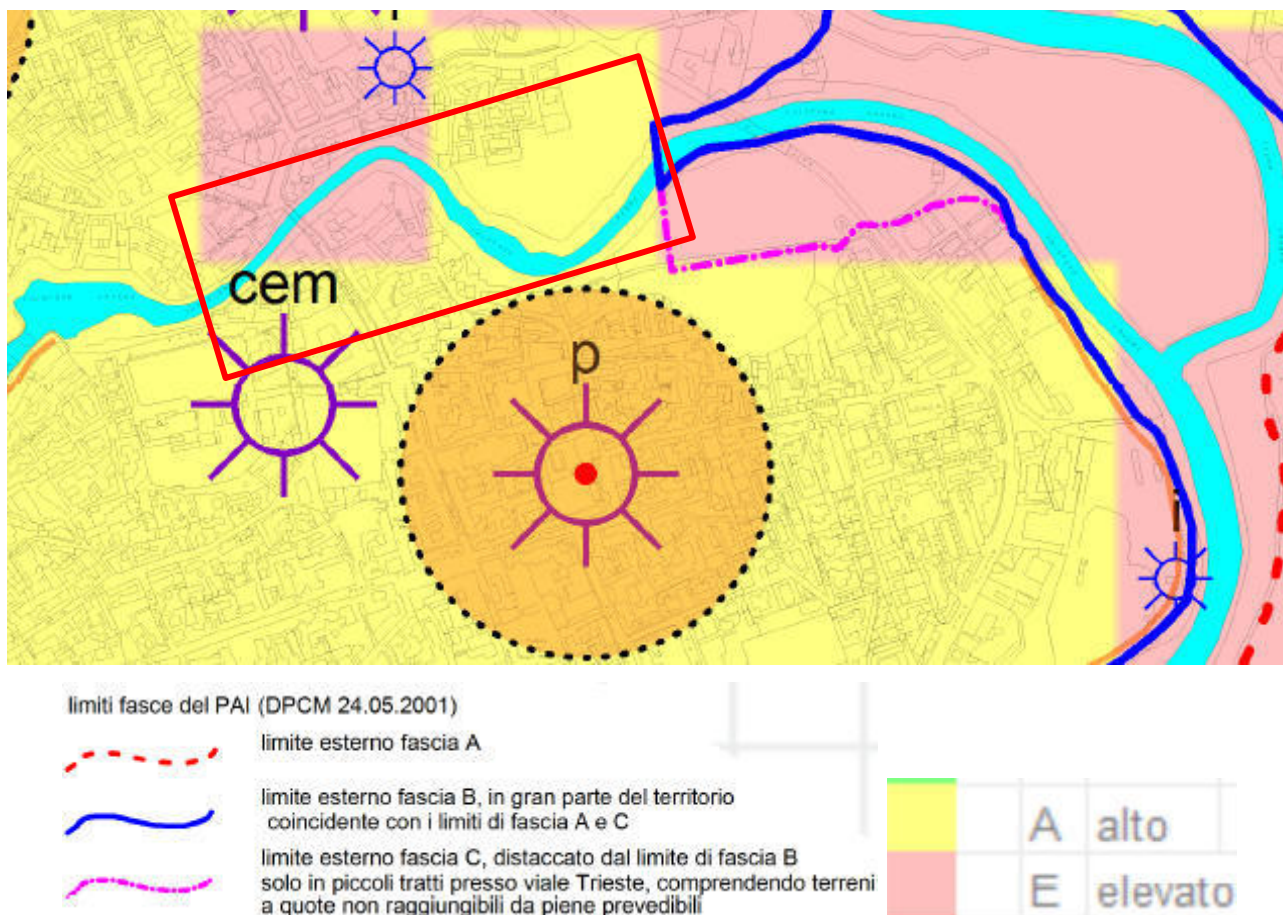 cem
p
i
limiti fasce del PAI (DPCM 24.05.2001)
limite esterno fascia A
limite esterno fascia B, in gran parte del territorio
coincidente con i limiti di fascia A e C
limite esterno fascia C, distaccato dal limite di fascia B
solo in piccoli tratti presso viale Trieste, comprendendo terreni
a quote non raggiungibili da piene prevedibili
A alto
E elevato